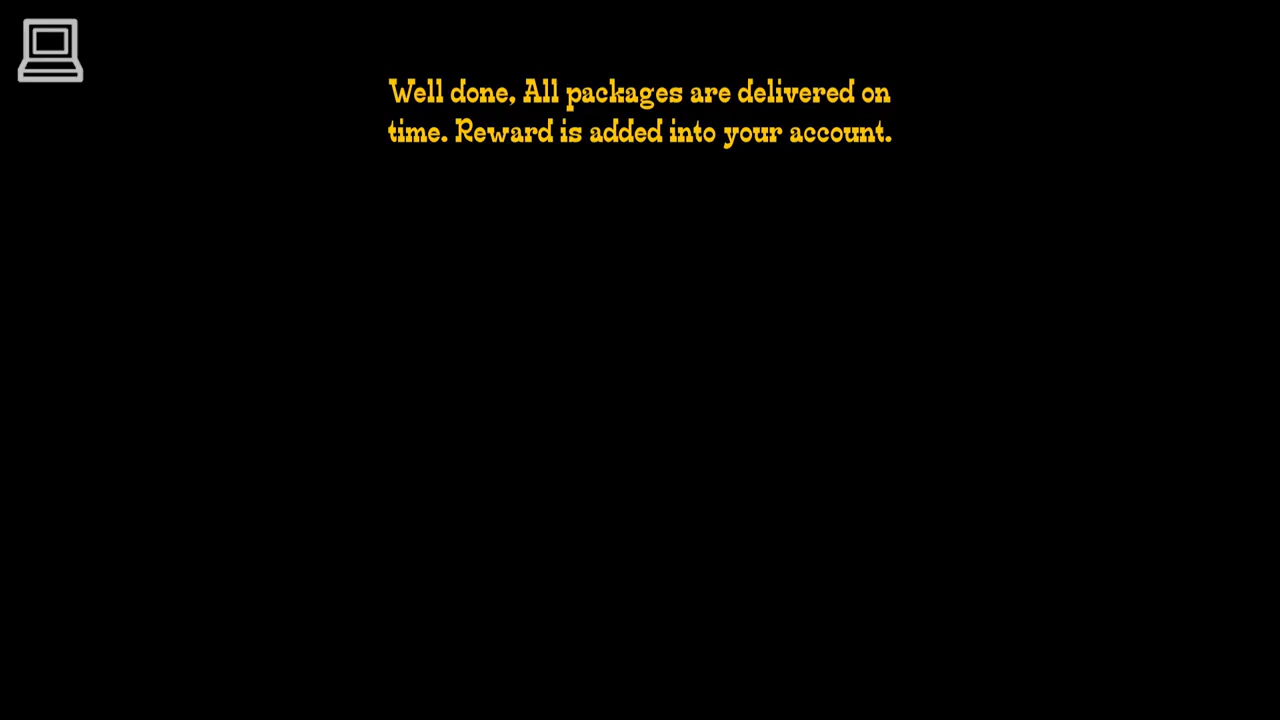 Well done, All packages are delivered on
time. Reward is added into your account.